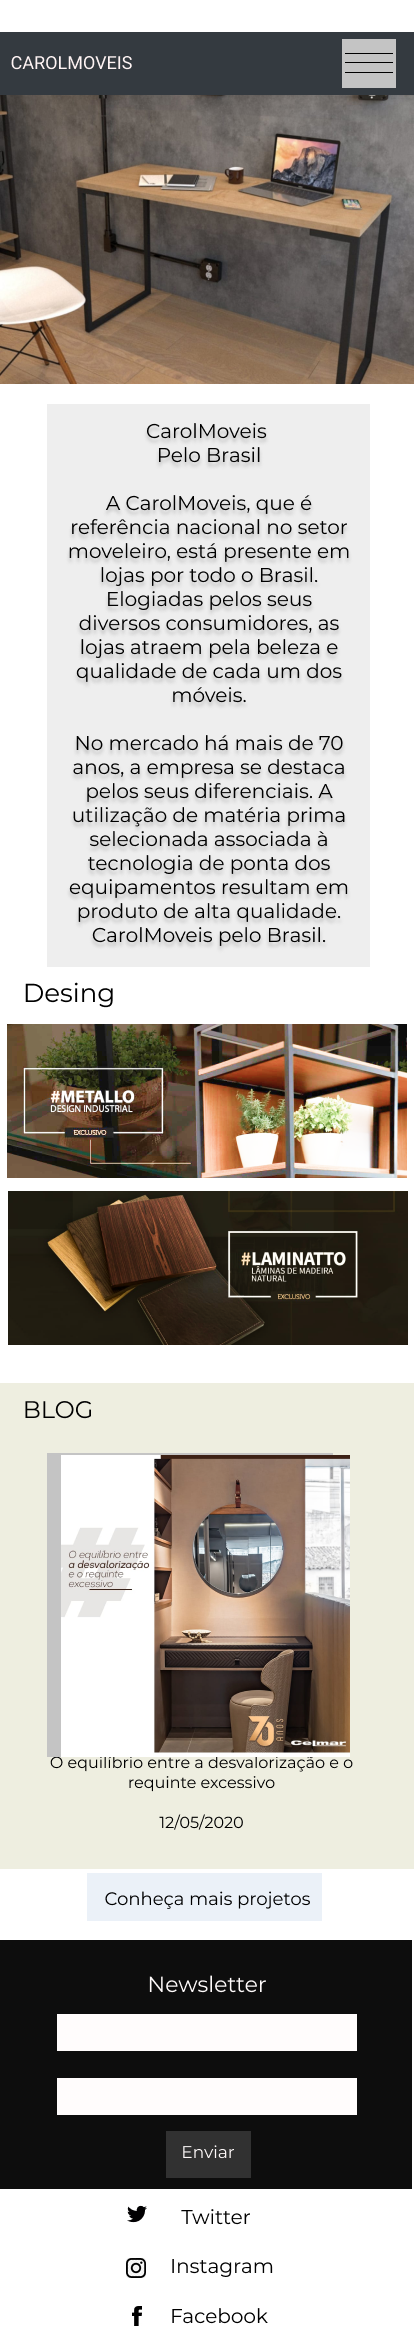 CAROLMOVEIS
CarolMoveis
Pelo Brasil
A CarolMoveis, que é
referência nacional no setor
moveleiro, está presente em
lojas por todo o Brasil.
Elogiadas pelos seus
diversos consumidores, as
lojas atraem pela beleza e
qualidade de cada um dos
móveis.
No mercado há mais de 70
anos, a empresa se destaca
pelos seus diferenciais. A
utilização de matéria prima
selecionada associada à
tecnologia de ponta dos
equipamentos resultam em
produto de alta qualidade.
CarolMoveis pelo Brasil.
Desing
#METALLO
DESIGN INDUSTRIAL
EXCLUSIVO
#LAMINATTO
LÂMINAS DE MADEIRA
NATURAL
EXCLUSIVO
BLOG
#
O equilíbrio entre
a desvalorização
e o requinte
excessivo
70
ANOS
Celmar
O equilíbrio entre a desvalorização e o
requinte excessivo
12/05/2020
Conheça mais projetos
Newsletter
Enviar
Twitter
Instagram
Facebook